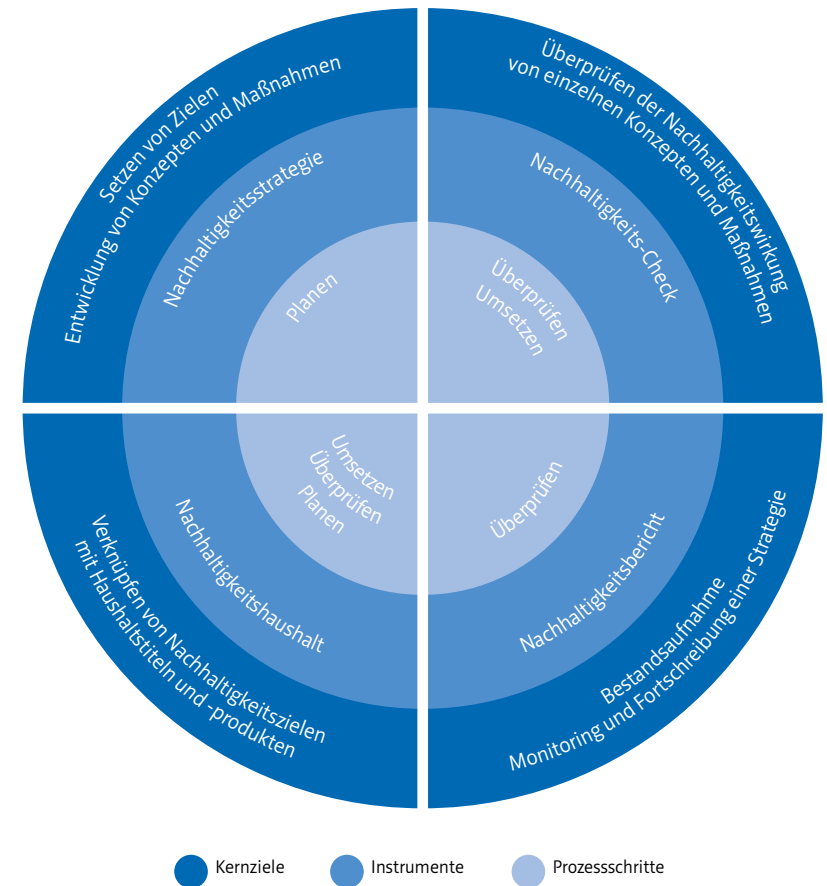 Setzen von Zielen
Entwicklung von Konzepten und Maßnahmen
Nachhaltigkeitsstrategie
Planen
Überprüfen der Nachhaltigkeitswirkung
von einzelnen Konzepten und Maßnahmen
Nachhaltigkeits-Check
Überprüfen
Umsetzen
Umsetzen
Überprüfen
Planen
Nachhaltigkeitshaushalt
Verknüpfen von Nachhaltigkeitszielen
mit Haushaltstiteln und -produkten
Überprüfen
Nachhaltigkeitsbericht
Bestandsaufnahme
Monitoring und Fortschreibung einer Strategie
Kernziele
Instrumente
Prozessschritte